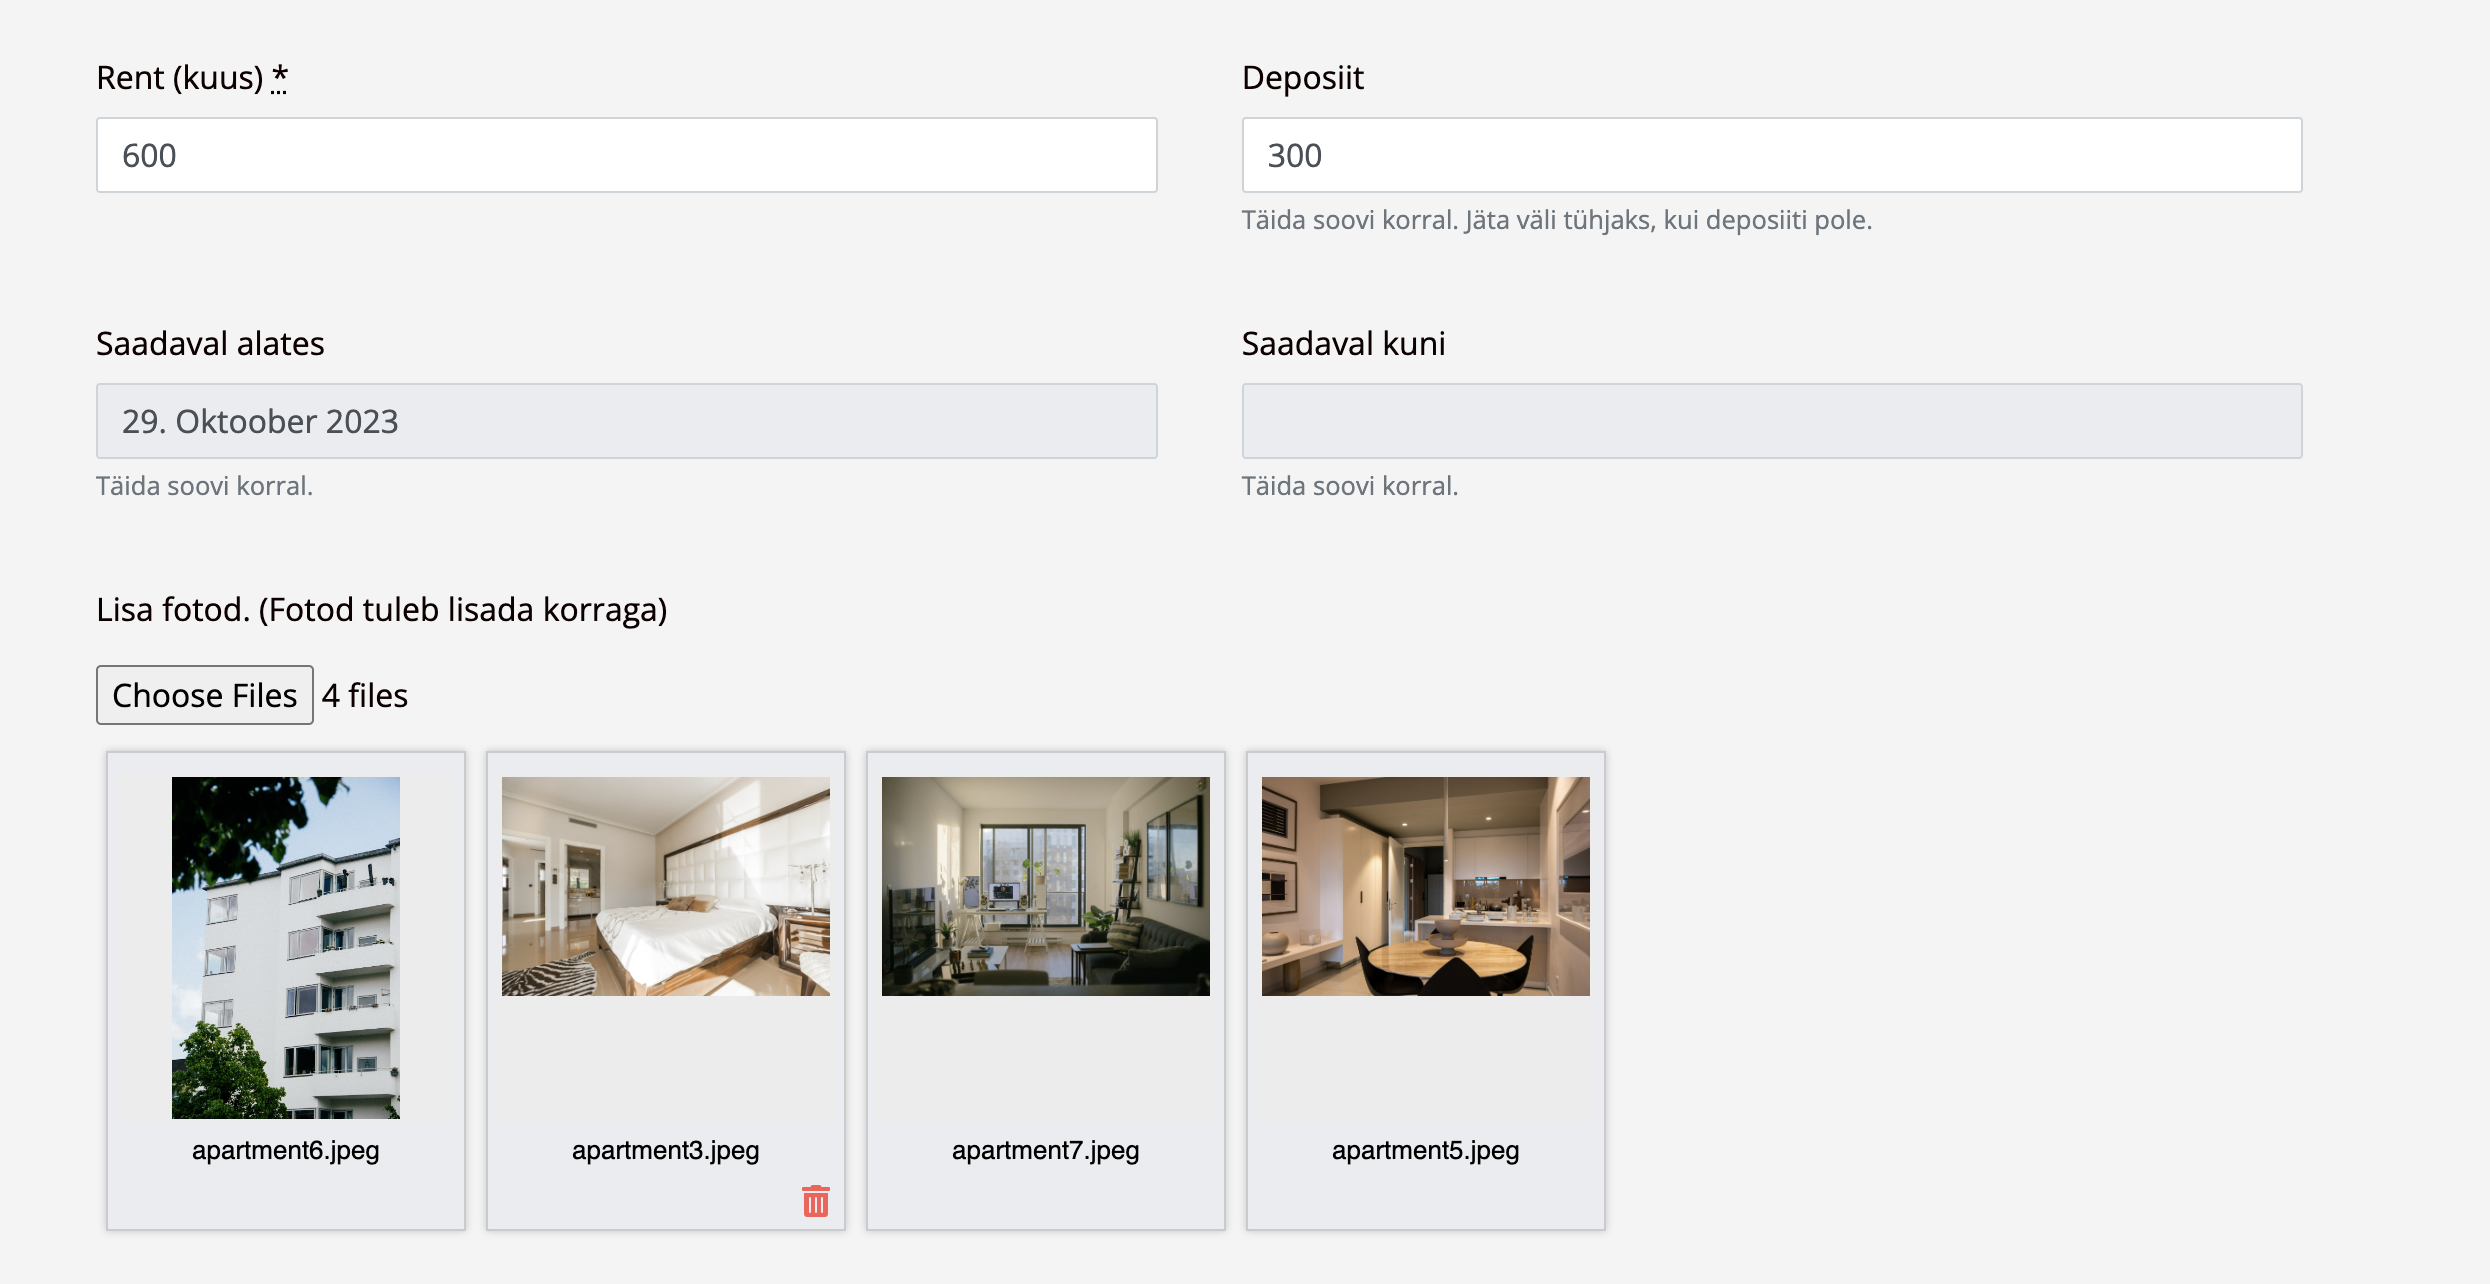 Rent (kuus) *
Deposiit
600
300
Täida soovi korral. Jäta väli tühjaks, kui deposiiti pole.
Saadaval alates
Saadaval kuni
29. Oktoober 2023
Täida soovi korral.
Täida soovi korral.
Lisa fotod. (Fotod tuleb lisada korraga)
Choose Files 4 files
apartment6.jpeg
apartment3.jpeg
apartment7.jpeg
apartment5.jpeg